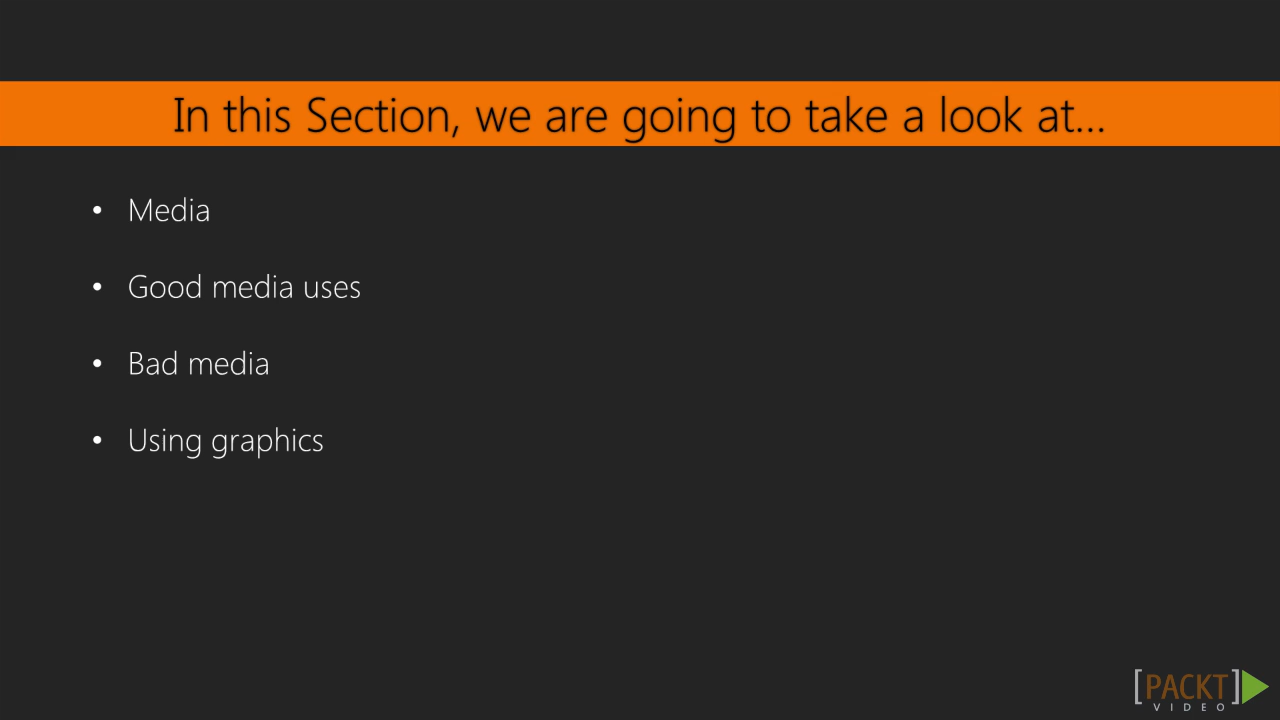 In this Section, we are going to take a look at...
• Media
• Good media uses
• Bad media
• Using graphics
[PACKT]
VIDEO